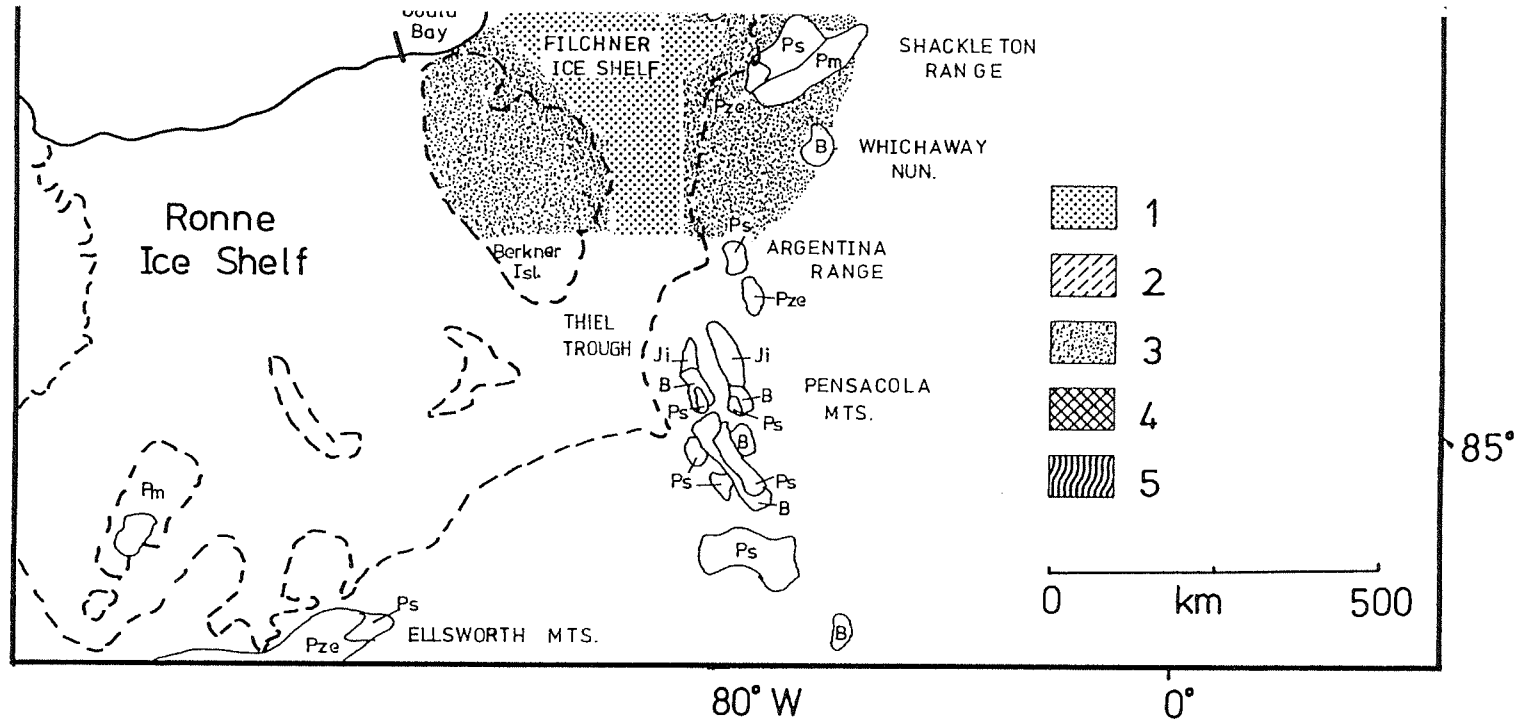 Bay
FILCHNER
ICE SHELF
Ps
Pm
SHACKLETON
RANGE
Pze
B
WHICHAWAY
NUN.
Ronne
Ice Shelf
Berkner
Isl.
Ps
ARGENTINA
RANGE
Pze
THIEL
TROUGH
Ji
Ji
B
B
Ps
Ps
PENSACOLA
MTS.
B
Ps
Ps
B
Ps
B
Pm
Ps
Pze
ELLSWORTH MTS.
1
2
3
4
5
85°
0 km 500
80° W
0°